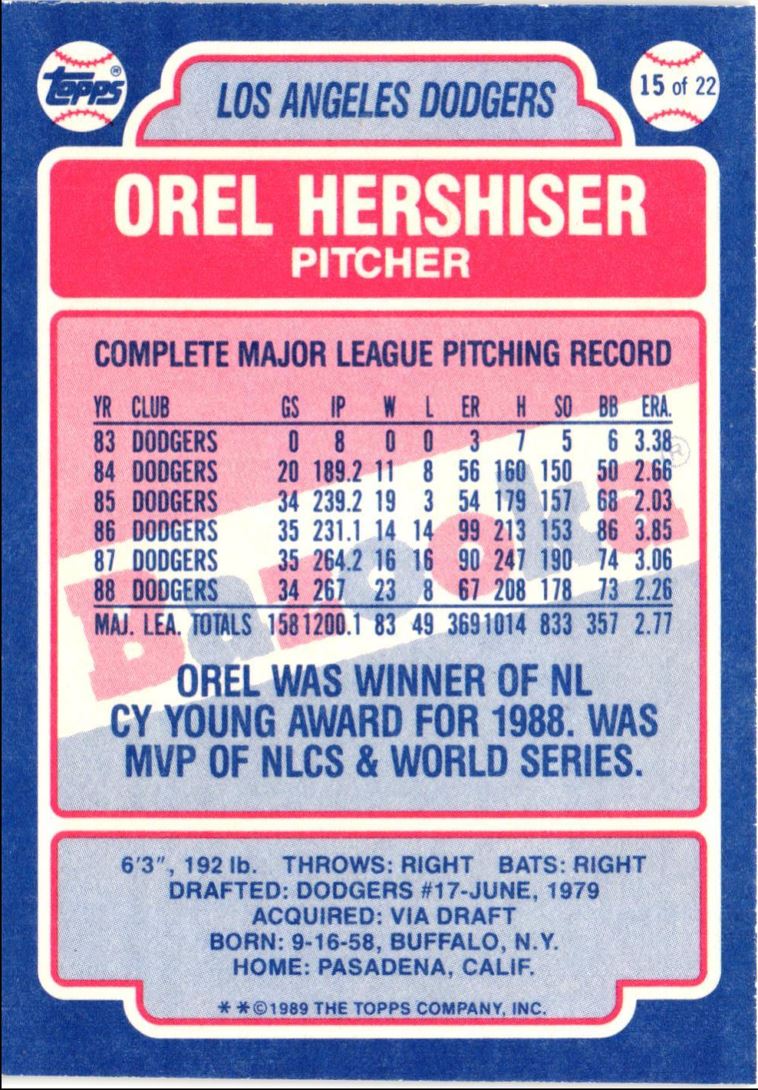 Topps®
15 of 22
LOS ANGELES DODGERS
OREL HERSHISER
PITCHER
COMPLETE MAJOR LEAGUE PITCHING RECORD
YR CLUB GS IP W L ER H SO BB ERA.
83 DODGERS 0 8 0 0 3 7 5 6 3.38
84 DODGERS 20 189.2 11 8 56 160 150 50 2.66
85 DODGERS 34 239.2 19 3 54 179 157 68 2.03
86 DODGERS 35 231.1 14 14 99 213 153 86 3.85
87 DODGERS 35 264.2 16 16 90 247 190 74 3.06
88 DODGERS 34 267 23 8 67 208 178 73 2.26
MAJ. LEA. TOTALS 158 1200.1 83 49 369 1014 833 357 2.77
Bazooka®
OREL WAS WINNER OF NL
CY YOUNG AWARD FOR 1988. WAS
MVP OF NLCS & WORLD SERIES.
6'3", 192 lb. THROWS: RIGHT BATS: RIGHT
DRAFTED: DODGERS #17-JUNE, 1979
ACQUIRED: VIA DRAFT
BORN: 9-16-58, BUFFALO, N.Y.
HOME: PASADENA, CALIF.
**©1989 THE TOPPS COMPANY, INC.